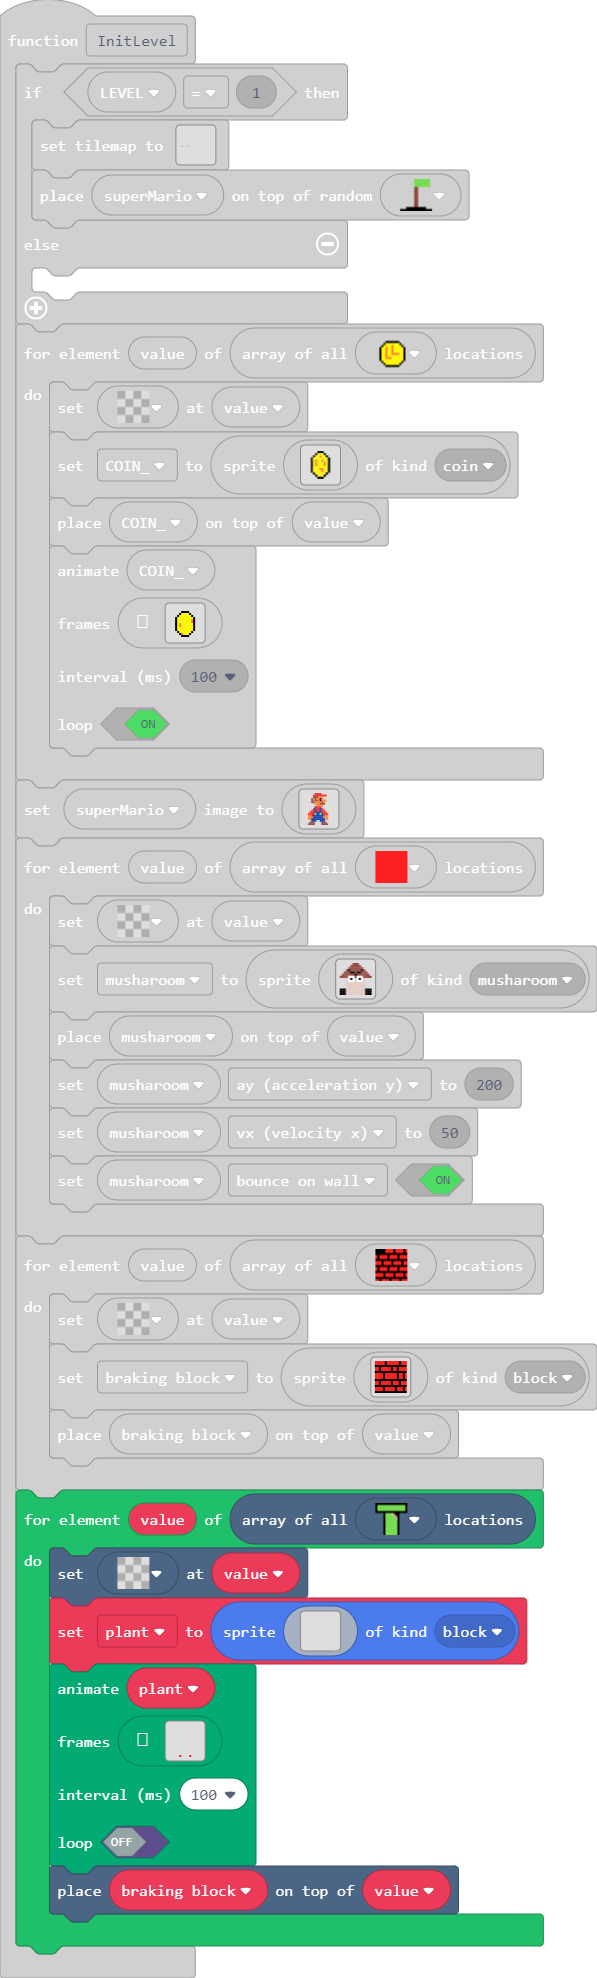 function InitLevel
if LEVEL = 1 then
set tilemap to
place superMario on top of random
else
for element value of array of all locations
do
set at value
set COIN_ to sprite of kind coin
place COIN_ on top of value
animate COIN_
frames
interval (ms) 100
loop ON
set superMario image to
for element value of array of all locations
do
set at value
set musharoom to sprite of kind musharoom
place musharoom on top of value
set musharoom ay (acceleration y) to 200
set musharoom vx (velocity x) to 50
set musharoom bounce on wall ON
for element value of array of all locations
do
set at value
set braking block to sprite of kind block
place braking block on top of value
for element value of array of all locations
do
set at value
set plant to sprite of kind block
animate plant
frames
interval (ms) 100
loop OFF
place braking block on top of value